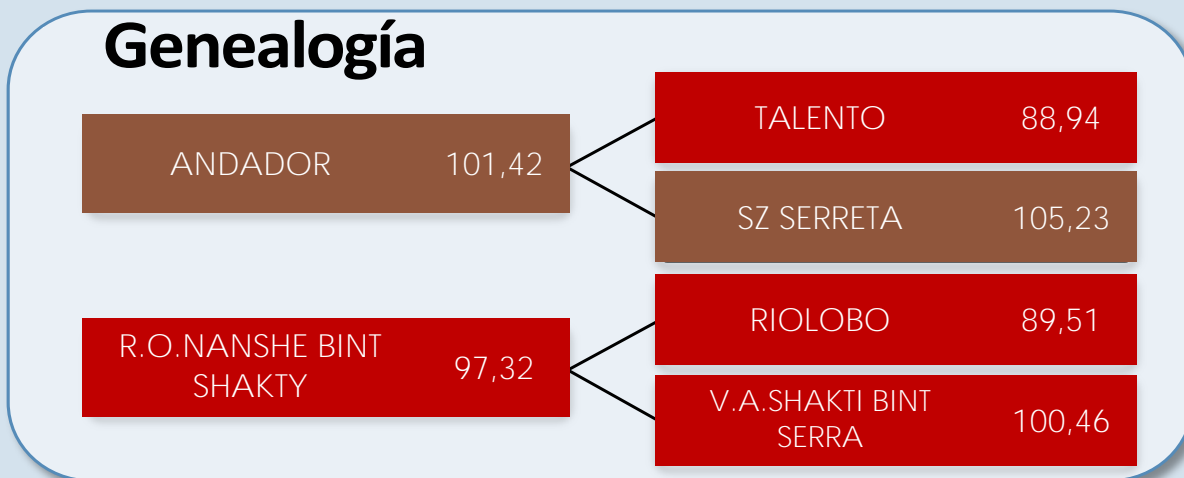 Genealogía
ANDADOR 101,42
TALENTO 88,94
SZ SERRETA 105,23
R.O.NANSHE BINT
SHAKTY 97,32
RIOLOBO 89,51
V.A.SHAKTI BINT
SERRA 100,46